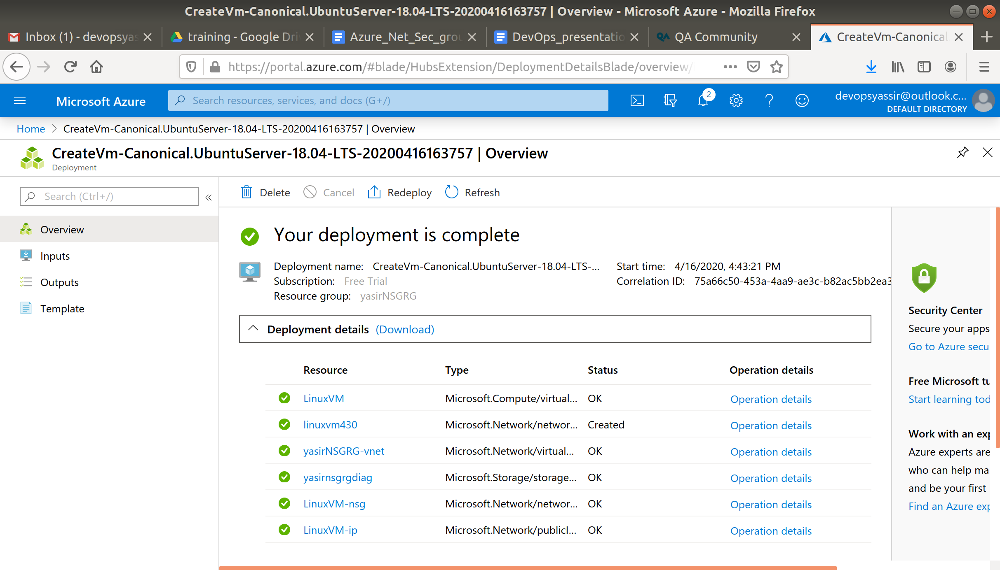 CreateVm-Canonical.UbuntuServer-18.04-LTS-20200416163757 | Overview - Microsoft Azure - Mozilla Firefox
Inbox (1) - devopsyas
training - Google Dri
Azure_Net_Sec_grou
DevOps_presentatio
QA Community
CreateVm-Canonical
https://portal.azure.com/#blade/HubsExtension/DeploymentDetailsBlade/overview/
Microsoft Azure
Search resources, services, and docs (G+/)
2
devopsyassir@outlook.c...
DEFAULT DIRECTORY
Home > CreateVm-Canonical.UbuntuServer-18.04-LTS-20200416163757 | Overview
CreateVm-Canonical.UbuntuServer-18.04-LTS-20200416163757 | Overview
Deployment
Search (Ctrl+/)
«
Overview
Inputs
Outputs
Template
Delete
Cancel
Redeploy
Refresh
Your deployment is complete
Deployment name: CreateVm-Canonical.UbuntuServer-18.04-LTS-...
Subscription: Free Trial
Resource group: yasirNSGRG
Start time: 4/16/2020, 4:43:21 PM
Correlation ID: 75a66c50-453a-4aa9-ae3c-b82ac5bb2ea3
Deployment details (Download)
Resource Type Status Operation details
LinuxVM Microsoft.Compute/virtual... OK Operation details
linuxvm430 Microsoft.Network/networ... Created Operation details
yasirNSGRG-vnet Microsoft.Network/virtual... OK Operation details
yasirnsgrgdiag Microsoft.Storage/storage... OK Operation details
LinuxVM-nsg Microsoft.Network/networ... OK Operation details
LinuxVM-ip Microsoft.Network/publicI... OK Operation details
Security Center
Secure your apps
Go to Azure secu
Free Microsoft tu
Start learning tod
Work with an exp
Azure experts are
who can help ma
and be your first
Find an Azure exp